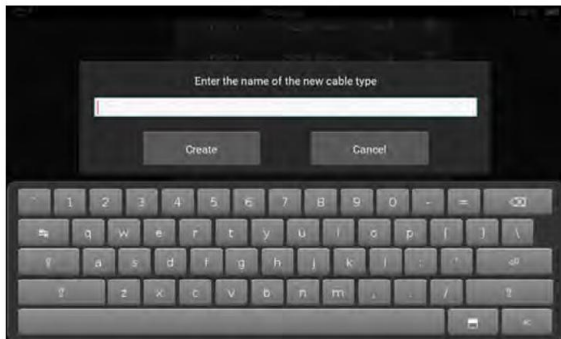 Enter the name of the new cable type
Create Cancel
` 1 2 3 4 5 6 7 8 9 0 - =
q w e r t y u i o p [ ] \
a s d f g h j k l ; '
z x c v b n m , . /